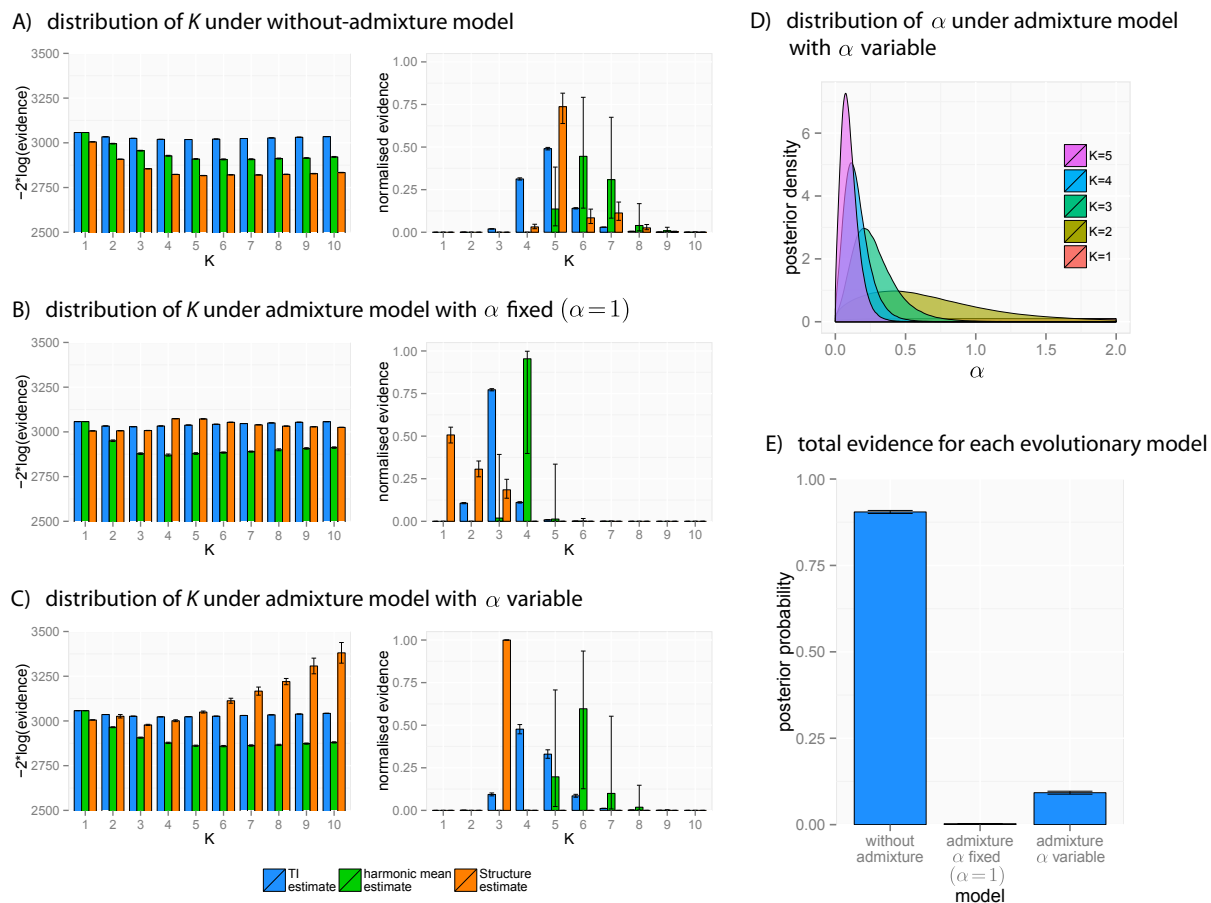 A) distribution of K under without-admixture model
3500
3250
3000
2750
2500
−2*log(evidence)
1 2 3 4 5 6 7 8 9 10
K
1.00
0.75
0.50
0.25
0.00
normalised evidence
1 2 3 4 5 6 7 8 9 10
K
B) distribution of K under admixture model with α fixed (α=1)
3500
3250
3000
2750
2500
−2*log(evidence)
1 2 3 4 5 6 7 8 9 10
K
1.00
0.75
0.50
0.25
0.00
normalised evidence
1 2 3 4 5 6 7 8 9 10
K
C) distribution of K under admixture model with α variable
3500
3250
3000
2750
2500
−2*log(evidence)
1 2 3 4 5 6 7 8 9 10
K
1.00
0.75
0.50
0.25
0.00
normalised evidence
1 2 3 4 5 6 7 8 9 10
K
TI
estimate
harmonic mean
estimate
Structure
estimate
D) distribution of α under admixture model
with α variable
6
4
2
0
posterior density
K=5
K=4
K=3
K=2
K=1
0.0 0.5 1.0 1.5 2.0
α
E) total evidence for each evolutionary model
1.00
0.75
0.50
0.25
0.00
posterior probability
without
admixture
admixture
α fixed
(α=1)
admixture
α variable
model